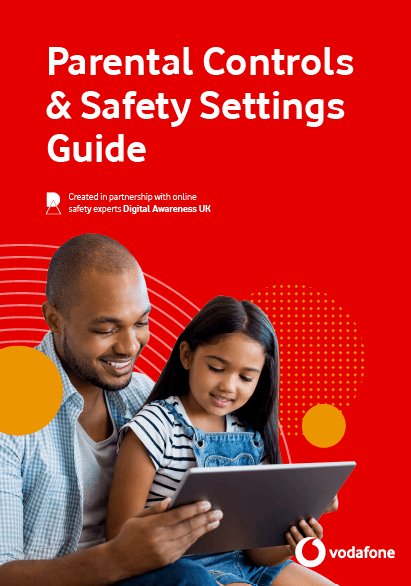 Parental Controls
& Safety Settings
Guide
Created in partnership with online
safety experts Digital Awareness UK
vodafone